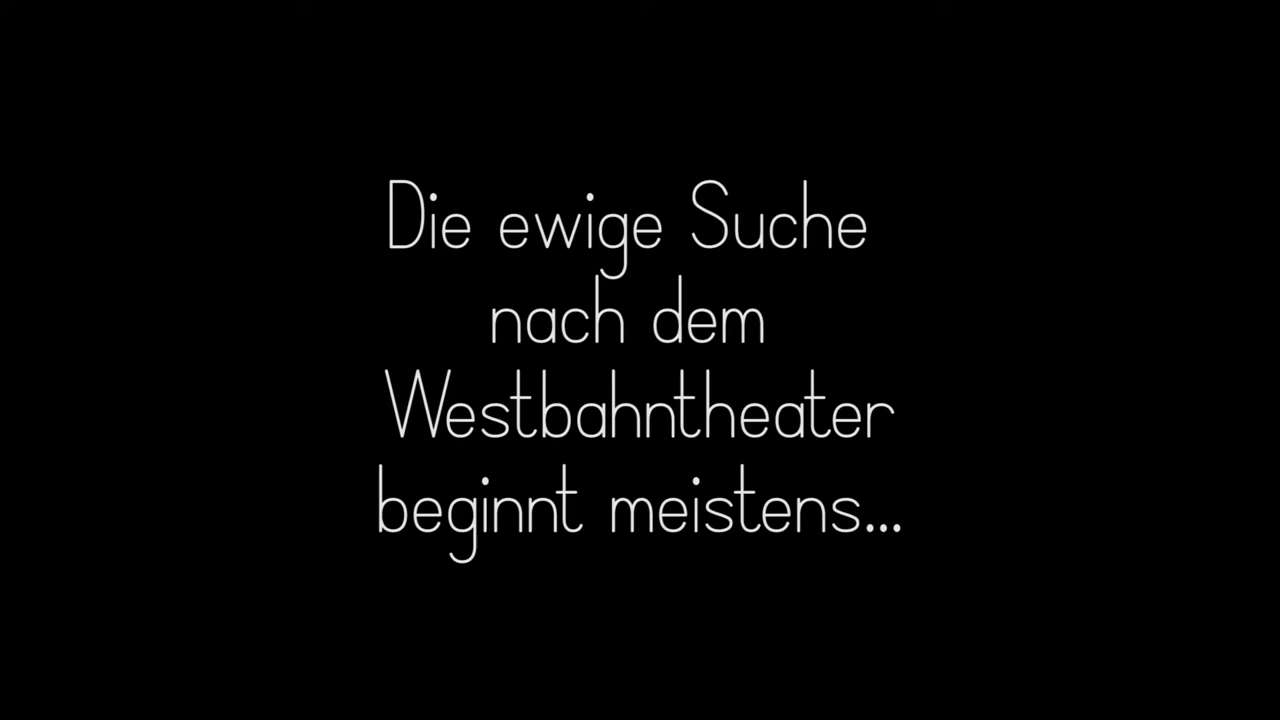 Die ewige Suche
nach dem
Westbahntheater
beginnt meistens...